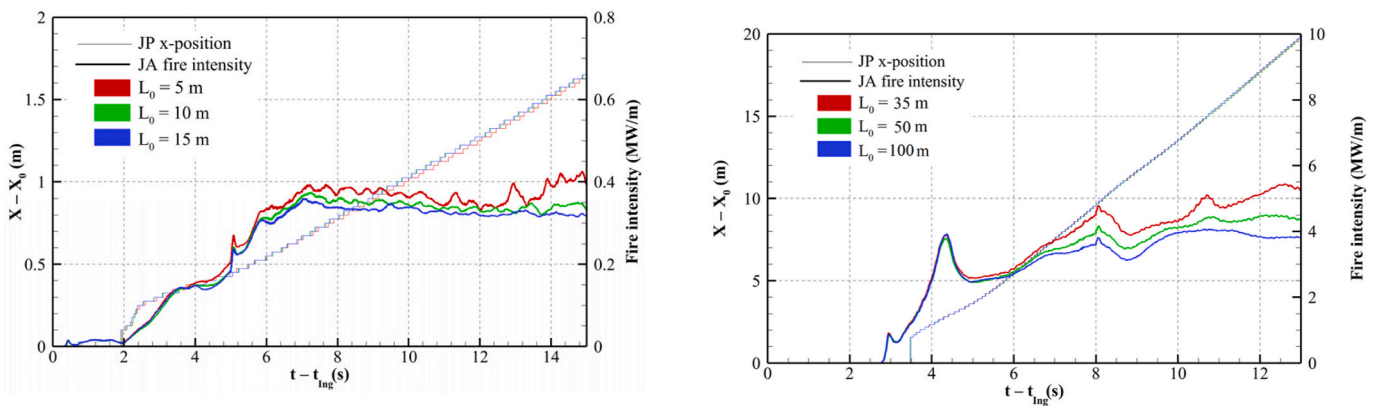 X – X₀ (m)
2
1.5
1
0.5
0
0 2 4 6 8 10 12 14
t – t_Ing(s)
0.8
0.6
0.4
0.2
0
Fire intensity (MW/m)
JP x-position
JA fire intensity
L₀ = 5 m
L₀ = 10 m
L₀ = 15 m
X – X₀ (m)
20
15
10
5
0
0 2 4 6 8 10 12
t – t_Ing(s)
10
8
6
4
2
0
Fire intensity (MW/m)
JP x-position
JA fire intensity
L₀ = 35 m
L₀ = 50 m
L₀ = 100 m